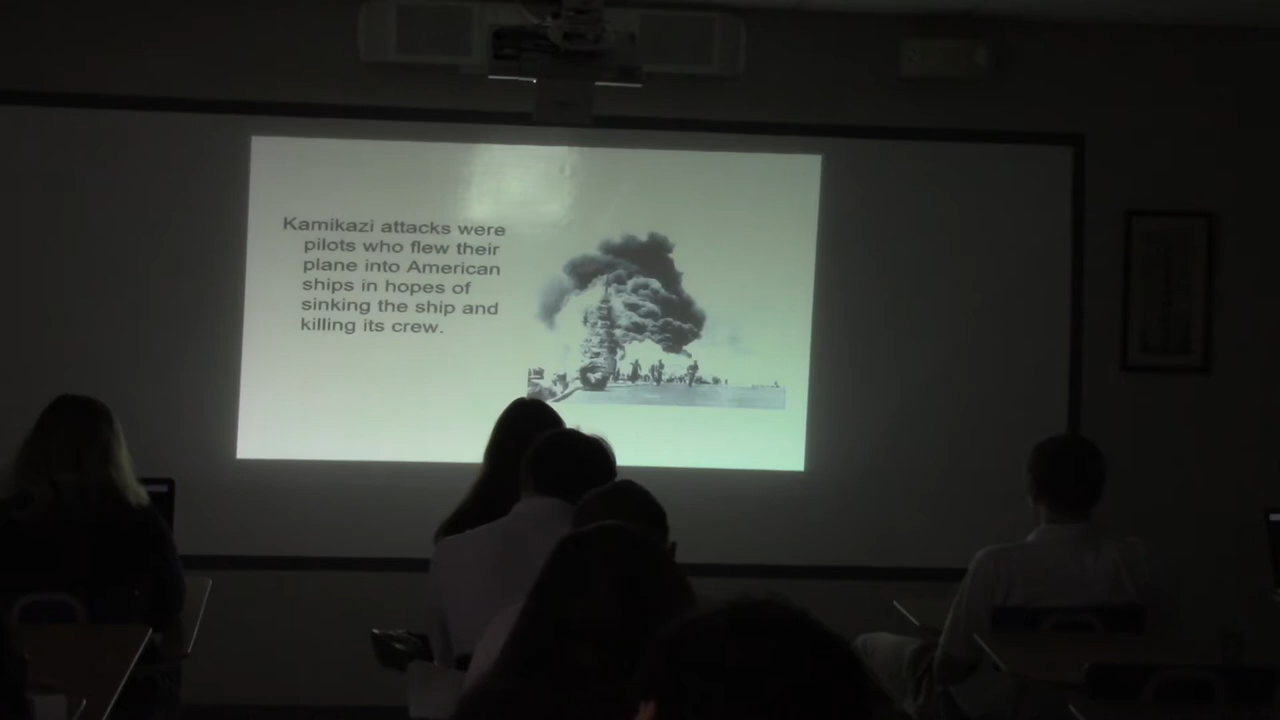 Kamikazi attacks were
pilots who flew their
plane into American
ships in hopes of
sinking the ship and
killing its crew.